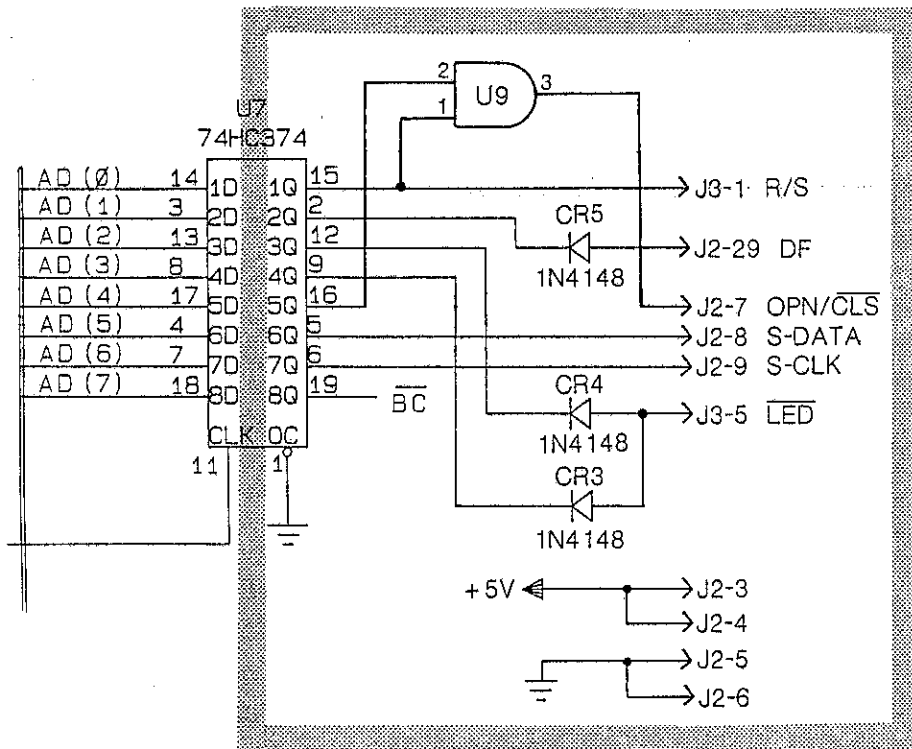 2
3
U9
1
U7
74HC374
AD (0) 14 1D 1Q 15 J3-1 R/S
AD (1) 3 2D 2Q 2
CR5
AD (2) 13 3D 3Q 12 J2-29 DF
AD (3) 8 4D 4Q 9
1N4148
AD (4) 17 5D 5Q 16 J2-7 OPN/CLS
AD (5) 4 6D 6Q 5 J2-8 S-DATA
AD (6) 7 7D 7Q 6 J2-9 S-CLK
AD (7) 18 8D 8Q 19 BC
CR4
J3-5 LED
CLK OC
1N4148
11 1
CR3
1N4148
+5V J2-3
J2-4
J2-5
J2-6